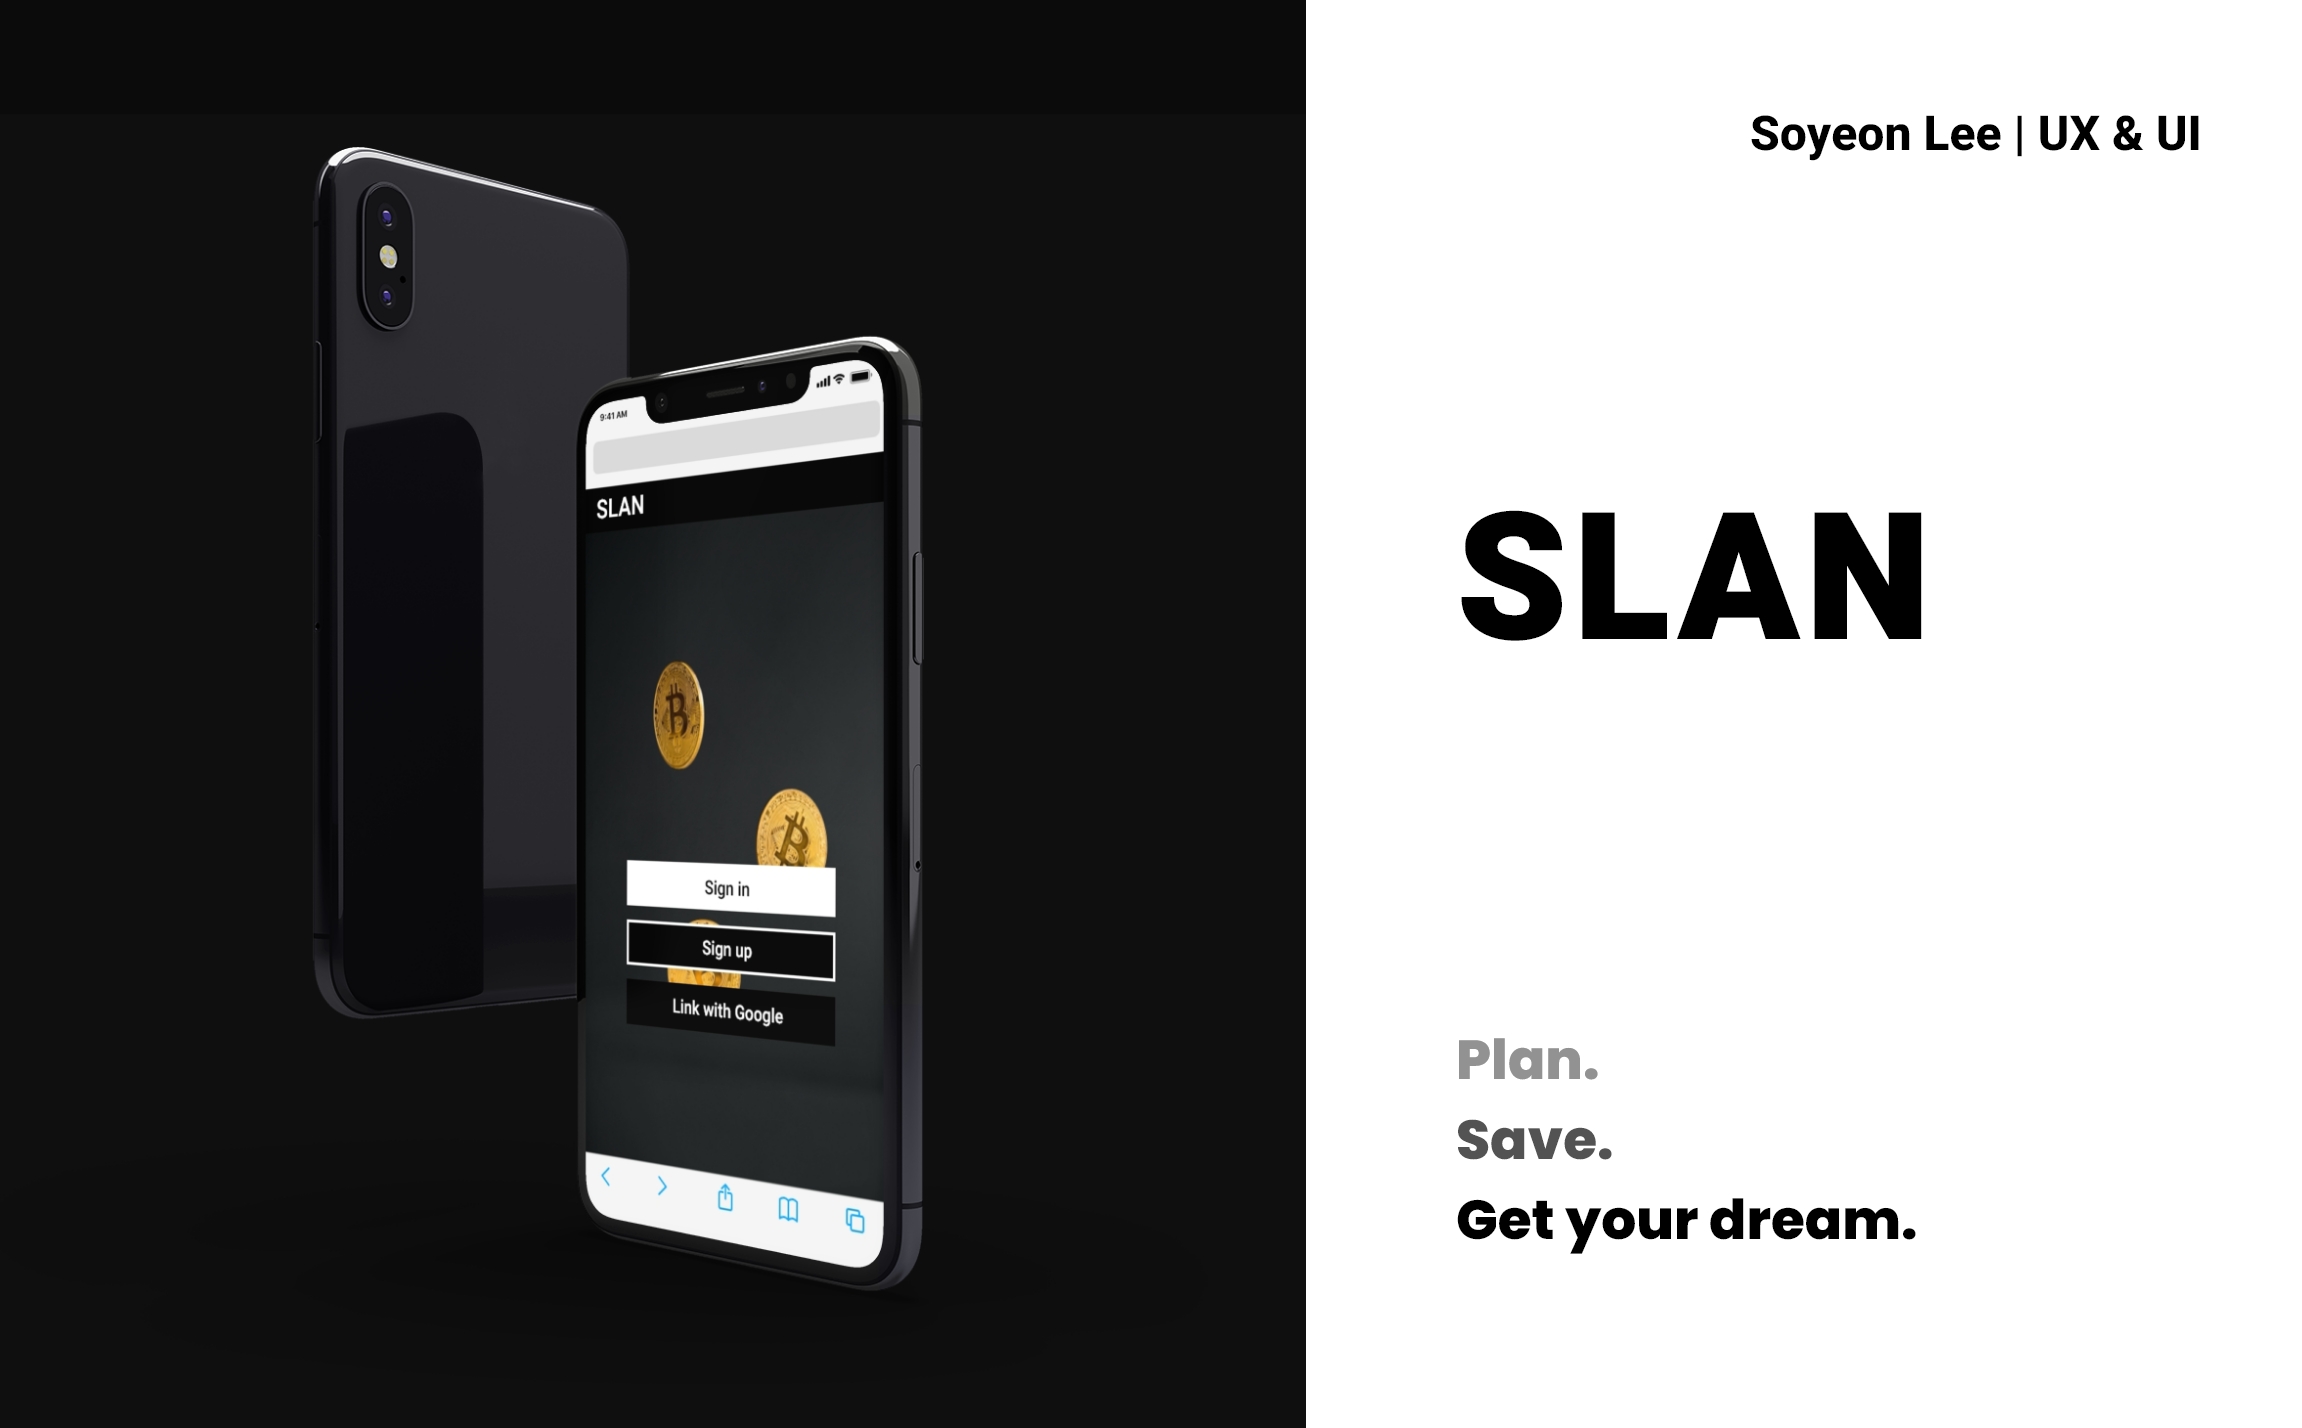 9:41 AM
SLAN
Sign in
Sign up
Link with Google
Soyeon Lee | UX & UI
SLAN
Plan.
Save.
Get your dream.